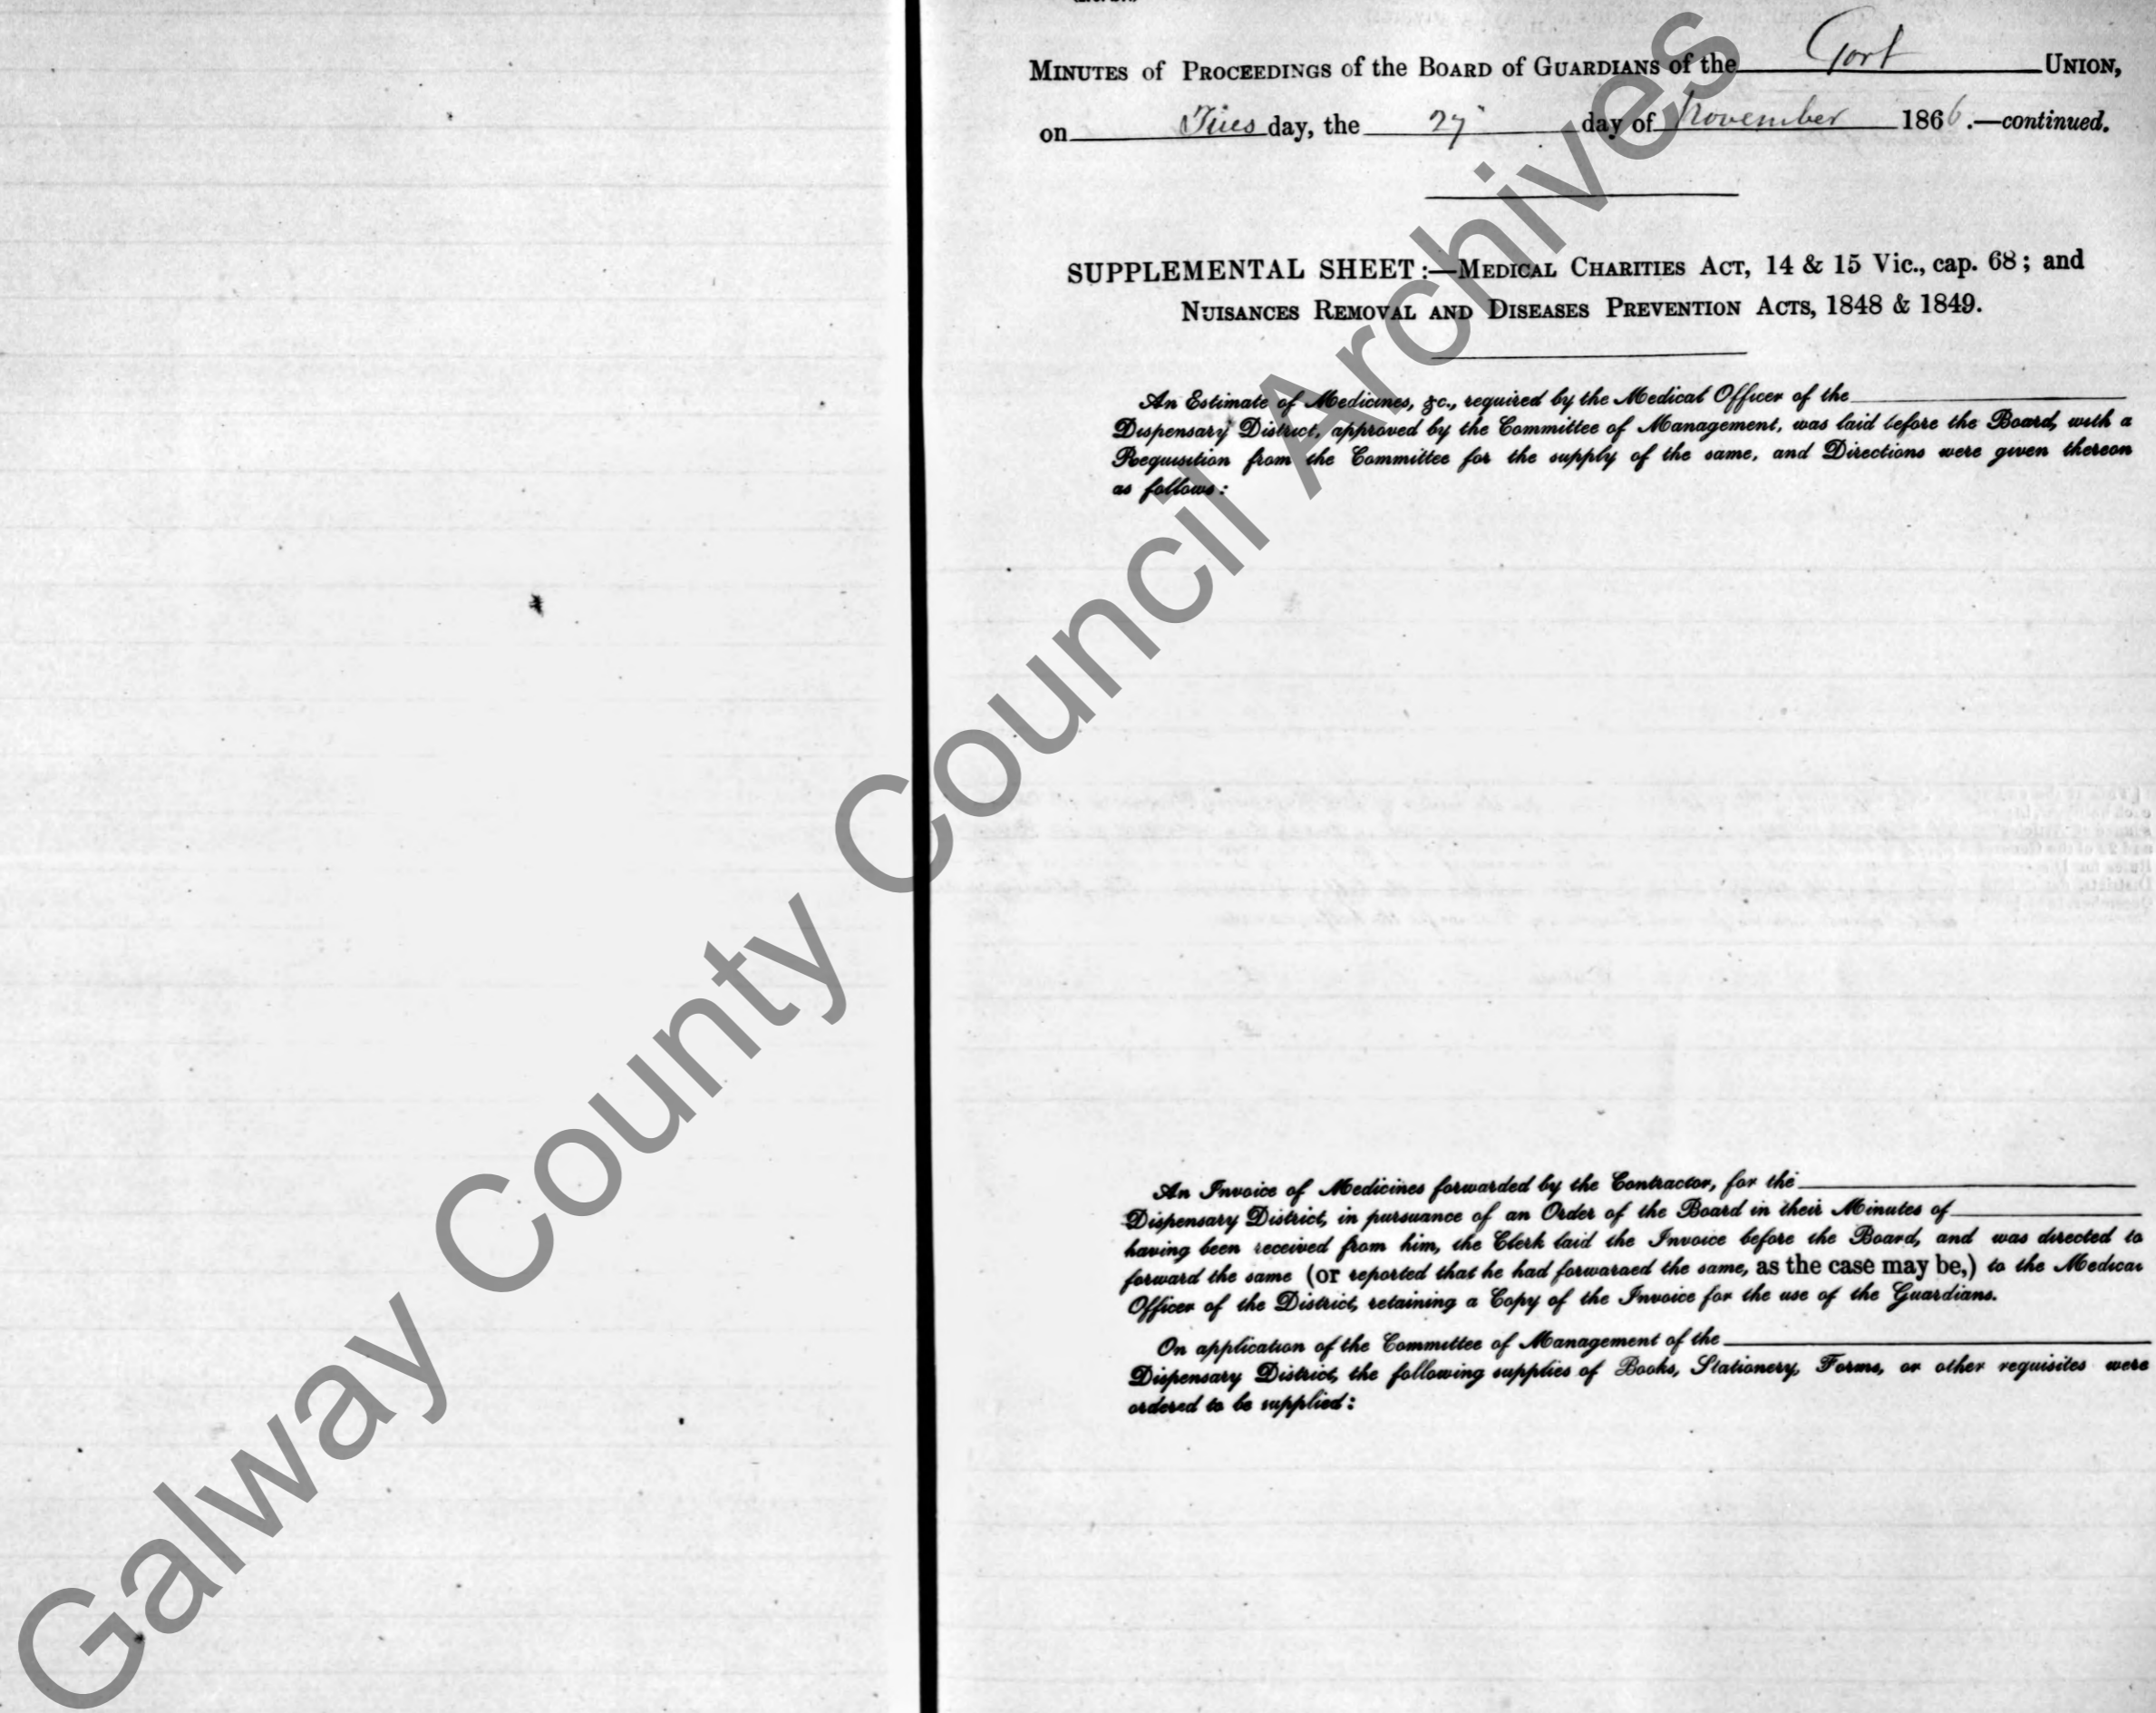 MINUTES of PROCEEDINGS of the BOARD of GUARDIANS of the Gort UNION,
on Tues day, the 27 day of November 1866.—continued.
SUPPLEMENTAL SHEET:—MEDICAL CHARITIES ACT, 14 & 15 Vic., cap. 68; and
NUISANCES REMOVAL AND DISEASES PREVENTION ACTS, 1848 & 1849.
An Estimate of Medicines, &c., required by the Medical Officer of the
Dispensary District, approved by the Committee of Management, was laid before the Board, with a
Requisition from the Committee for the supply of the same, and Directions were given thereon
as follows:
An Invoice of Medicines forwarded by the Contractor, for the
Dispensary District, in pursuance of an Order of the Board in their Minutes of
having been received from him, the Clerk laid the Invoice before the Board, and was directed to
forward the same (or reported that he had forwarded the same, as the case may be,) to the Medical
Officer of the District, retaining a Copy of the Invoice for the use of the Guardians.
On application of the Committee of Management of the
Dispensary District, the following supplies of Books, Stationery, Forms, or other requisites were
ordered to be supplied:
Galway County Council Archives